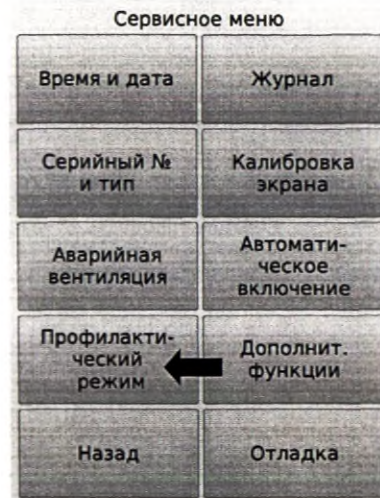 Сервисное меню
Время и дата
Журнал
Серийный №
и тип
Калибровка
экрана
Аварийная
вентиляция
Автомати-
ческое
включение
Профилакти-
ческий
режим
Дополнит.
функции
Назад
Отладка